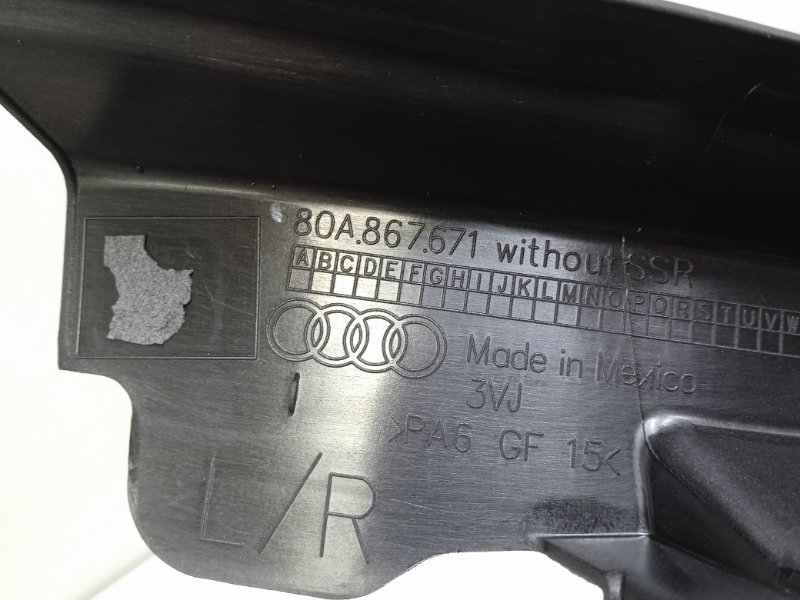 80A.867.671 without SSR
A B C D E F G H I J K L M N O P Q R S T U V W
Made in Mexico
3VJ
>PA6 GF 15<
L/R